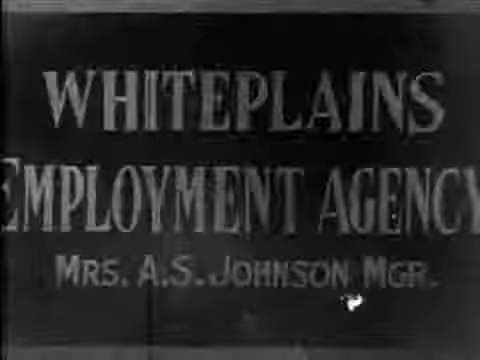 WHITEPLAINS
EMPLOYMENT AGENCY
MRS. A.S. JOHNSON MGR.